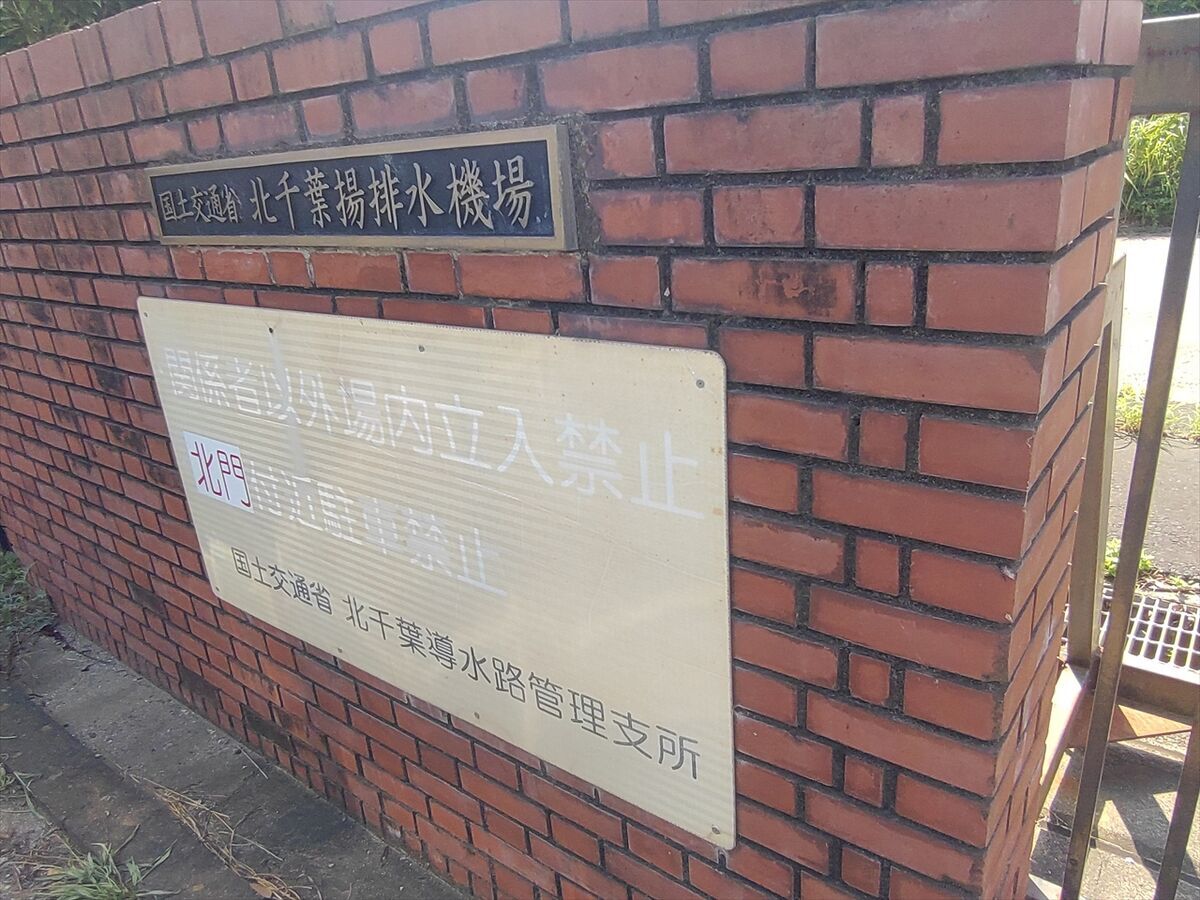 国土交通省 北千葉揚排水機場
関係者以外場内立入禁止
北門付近駐車禁止
国土交通省 北千葉導水路管理支所